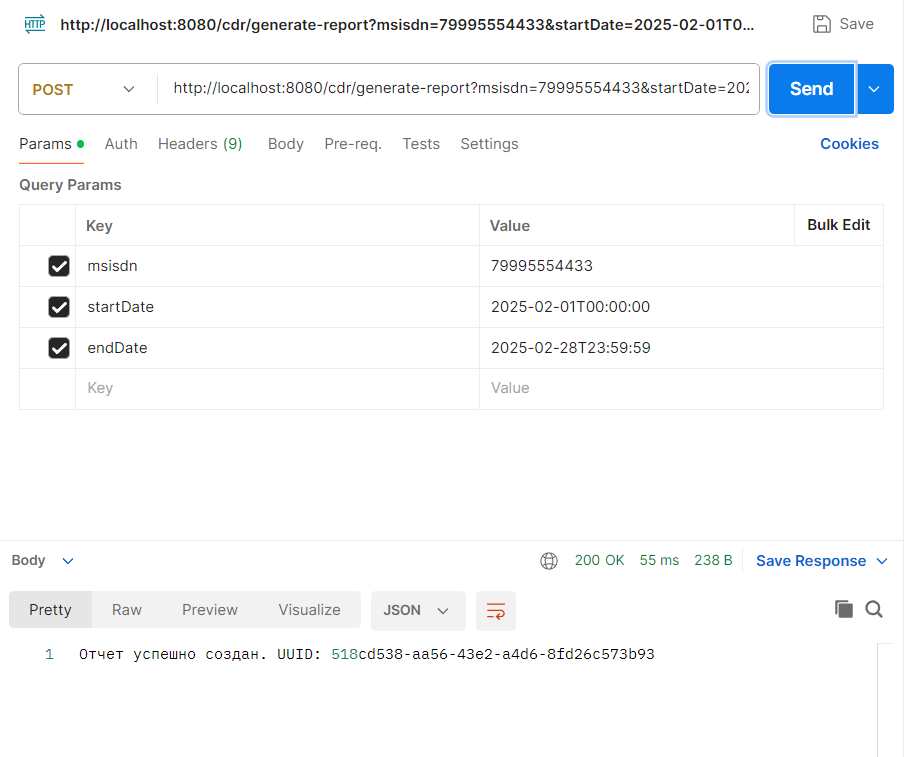 HTTP http://localhost:8080/cdr/generate-report?msisdn=79995554433&startDate=2025-02-01T0... Save
POST http://localhost:8080/cdr/generate-report?msisdn=79995554433&startDate=202 Send
Params Auth Headers (9) Body Pre-req. Tests Settings Cookies
Query Params
Key Value Bulk Edit
msisdn 79995554433
startDate 2025-02-01T00:00:00
endDate 2025-02-28T23:59:59
Key Value
Body 200 OK 55 ms 238 B Save Response
Pretty Raw Preview Visualize JSON
1 Отчет успешно создан. UUID: 518cd538-aa56-43e2-a4d6-8fd26c573b93